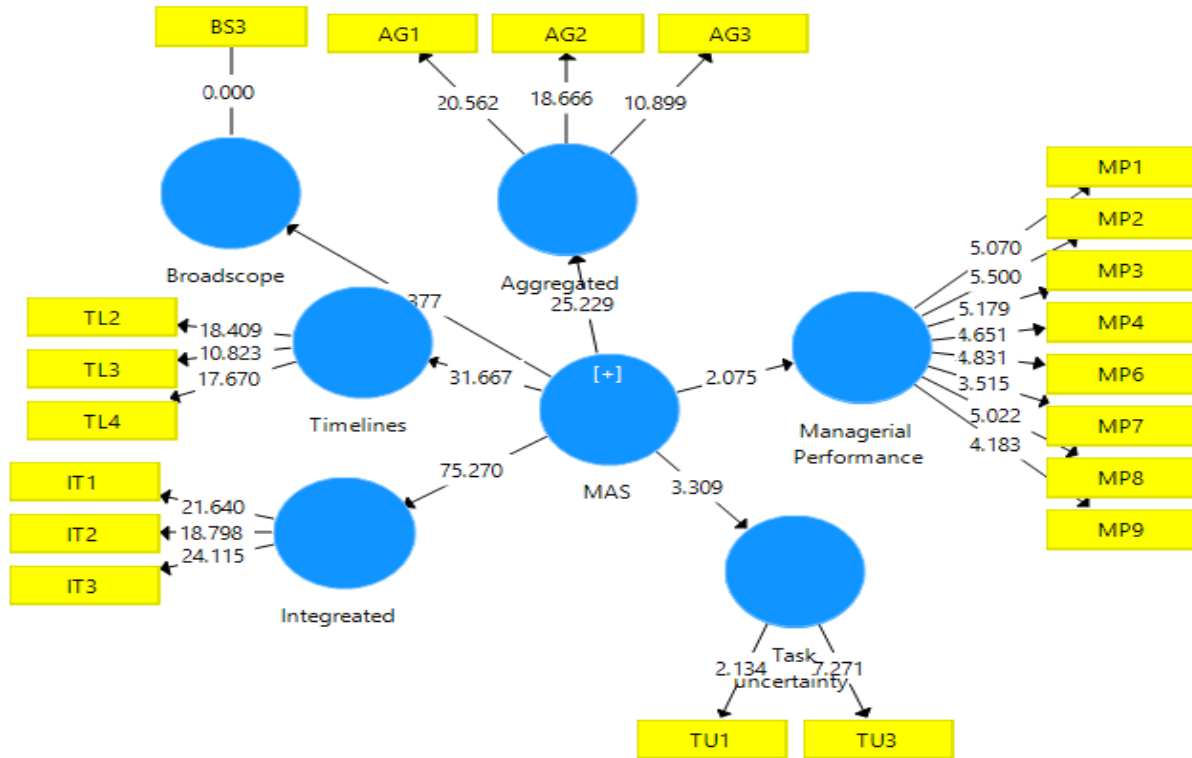 BS3
AG1
AG2
AG3
0.000
20.562
18.666
10.899
MP1
MP2
MP3
MP4
MP6
MP7
MP8
MP9
5.070
5.500
5.179
4.651
4.831
3.515
5.022
4.183
Broadscope
Aggregated
25.229
377
TL2
TL3
TL4
18.409
10.823
17.670
Timelines
31.667
[+]
MAS
2.075
Managerial
Performance
75.270
3.309
IT1
IT2
IT3
21.640
18.798
24.115
Integreated
Task
uncertainty
2.134
7.271
TU1
TU3